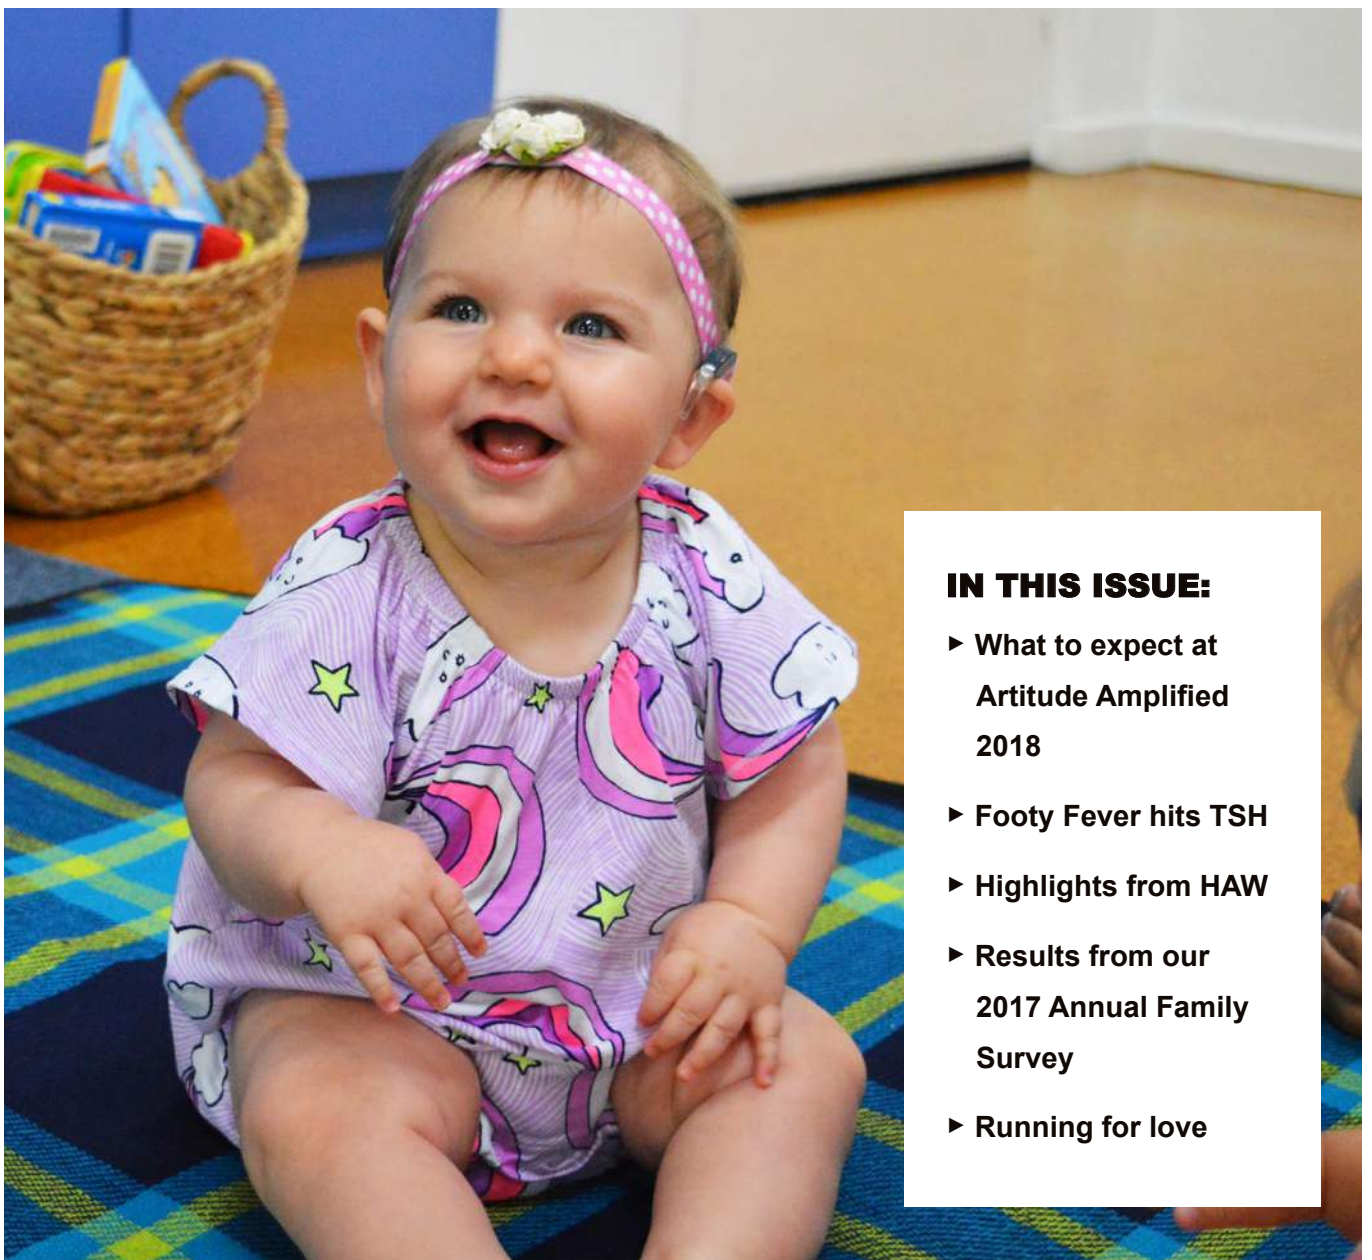 IN THIS ISSUE:
► What to expect at
Artitude Amplified
2018
► Footy Fever hits TSH
► Highlights from HAW
► Results from our
2017 Annual Family
Survey
► Running for love